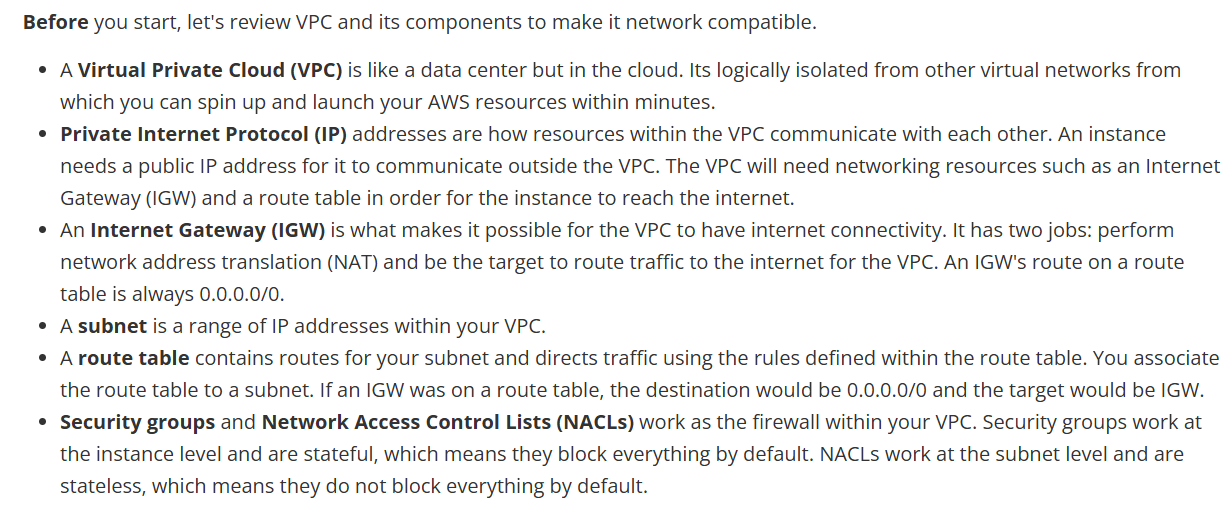 Before you start, let's review VPC and its components to make it network compatible.
• A Virtual Private Cloud (VPC) is like a data center but in the cloud. Its logically isolated from other virtual networks from
which you can spin up and launch your AWS resources within minutes.
• Private Internet Protocol (IP) addresses are how resources within the VPC communicate with each other. An instance
needs a public IP address for it to communicate outside the VPC. The VPC will need networking resources such as an Internet
Gateway (IGW) and a route table in order for the instance to reach the internet.
• An Internet Gateway (IGW) is what makes it possible for the VPC to have internet connectivity. It has two jobs: perform
network address translation (NAT) and be the target to route traffic to the internet for the VPC. An IGW's route on a route
table is always 0.0.0.0/0.
• A subnet is a range of IP addresses within your VPC.
• A route table contains routes for your subnet and directs traffic using the rules defined within the route table. You associate
the route table to a subnet. If an IGW was on a route table, the destination would be 0.0.0.0/0 and the target would be IGW.
• Security groups and Network Access Control Lists (NACLs) work as the firewall within your VPC. Security groups work at
the instance level and are stateful, which means they block everything by default. NACLs work at the subnet level and are
stateless, which means they do not block everything by default.